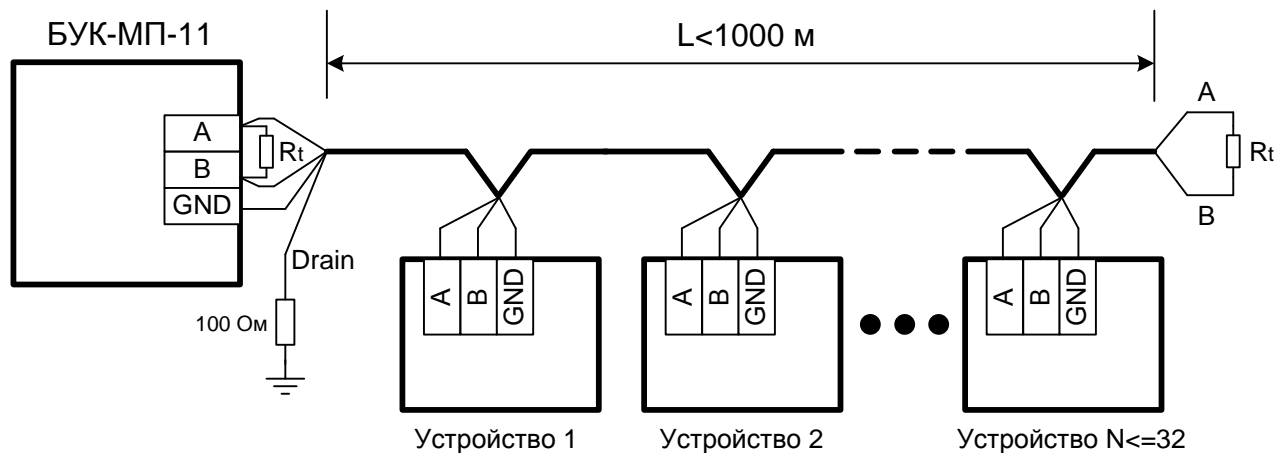 БУК-МП-11
L<1000 м
A
B
GND
Rt
Drain
100 Ом
A
B
Rt
A
B
GND
A
B
GND
A
B
GND
Устройство 1
Устройство 2
Устройство N<=32